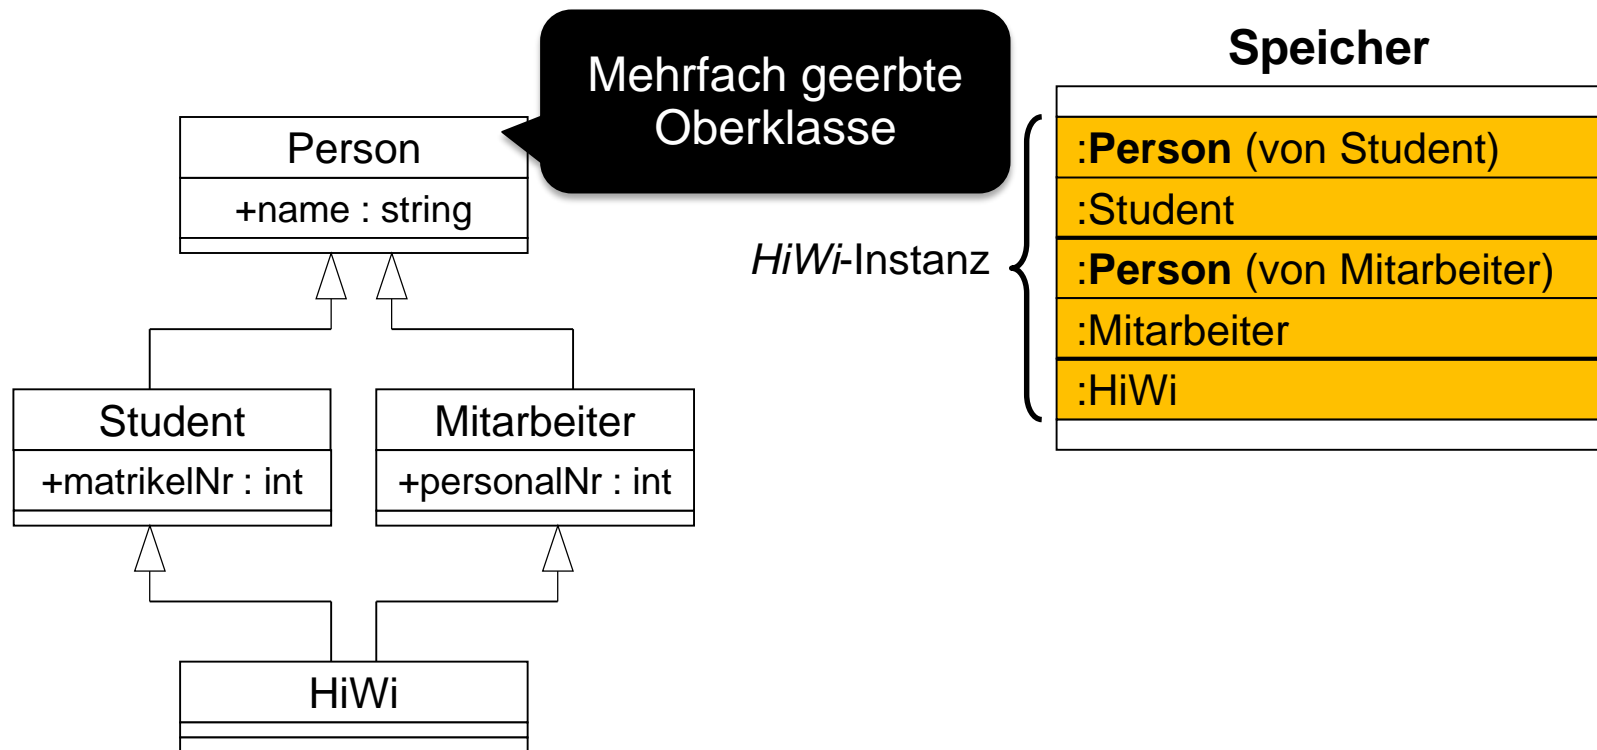 Mehrfach geerbte
Oberklasse
Person
+name : string
Student
+matrikelNr : int
Mitarbeiter
+personalNr : int
HiWi
Speicher
HiWi-Instanz
:Person (von Student)
:Student
:Person (von Mitarbeiter)
:Mitarbeiter
:HiWi